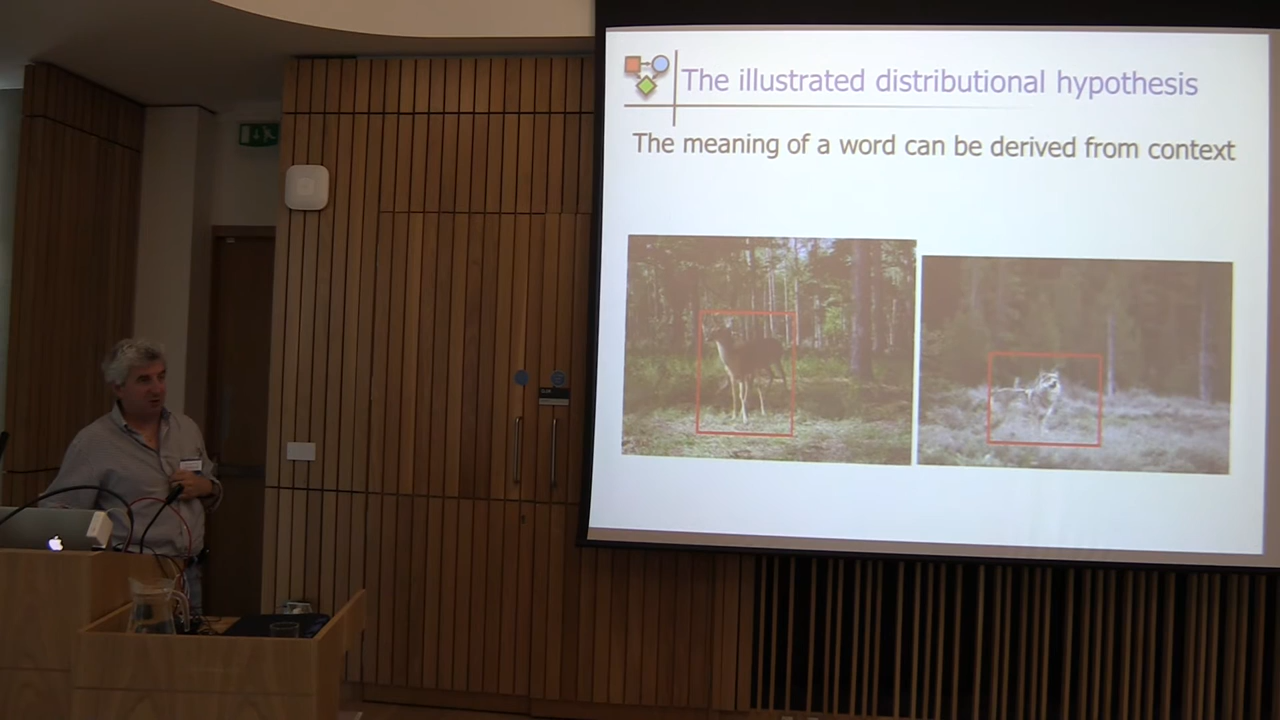 The illustrated distributional hypothesis
The meaning of a word can be derived from context